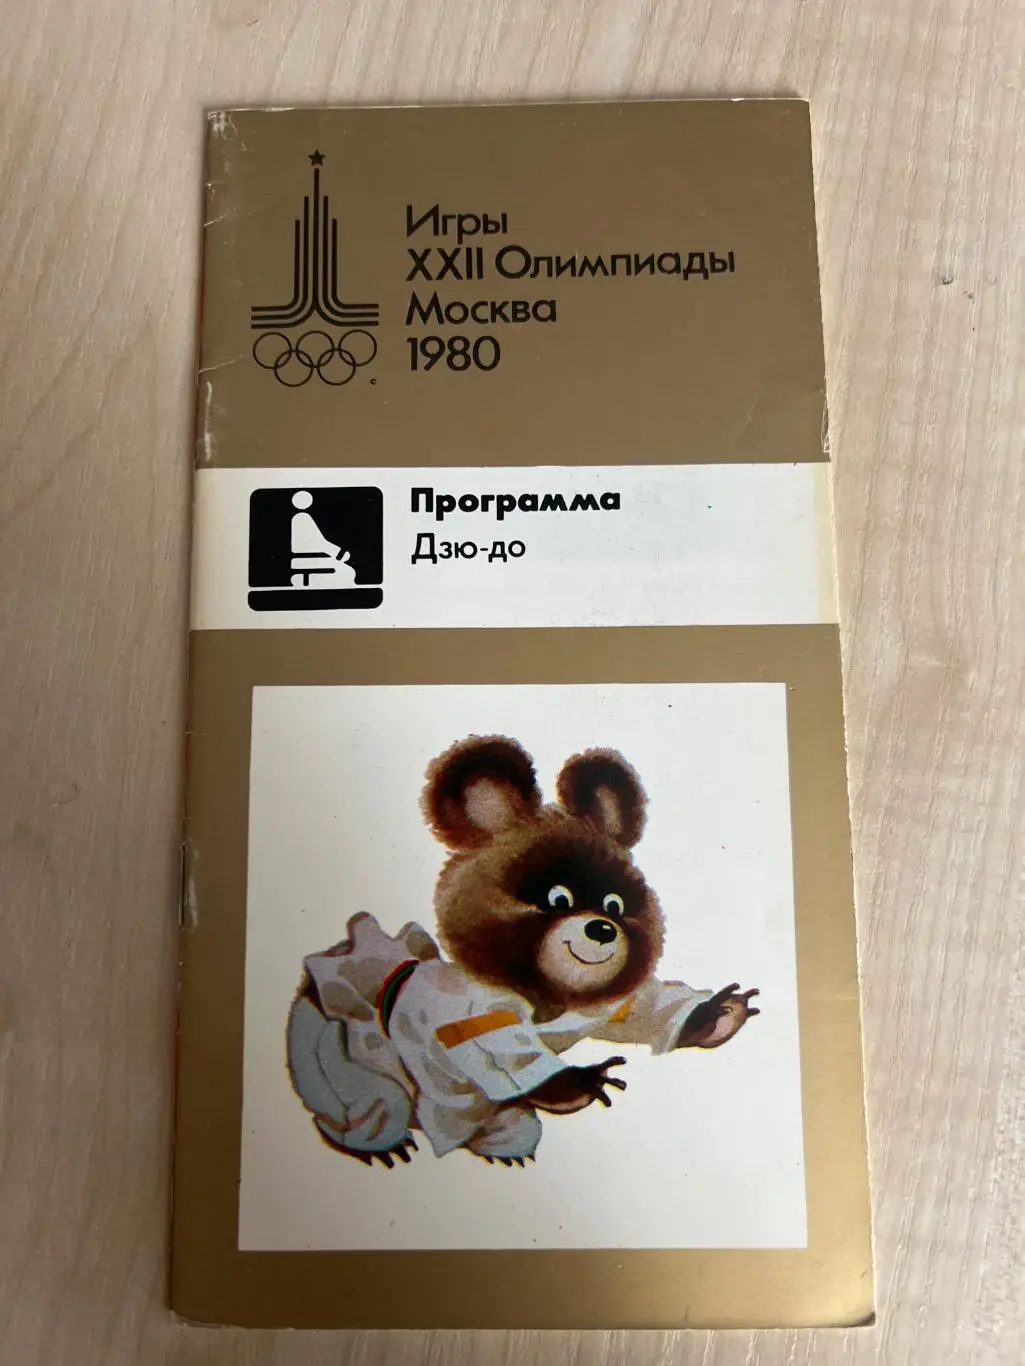 Игры
XXII Олимпиады
Москва
1980
Программа
Дзю-до